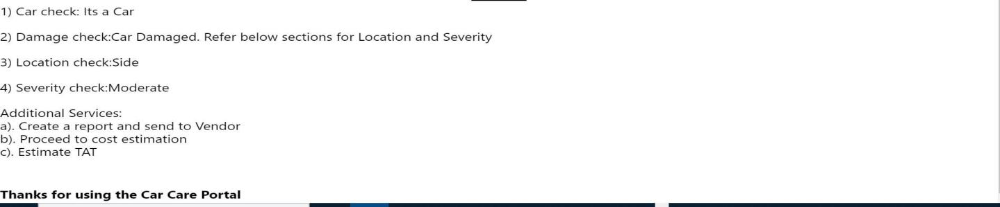 1) Car check: Its a Car
2) Damage check:Car Damaged. Refer below sections for Location and Severity
3) Location check:Side
4) Severity check:Moderate
Additional Services:
a). Create a report and send to Vendor
b). Proceed to cost estimation
c). Estimate TAT
Thanks for using the Car Care Portal